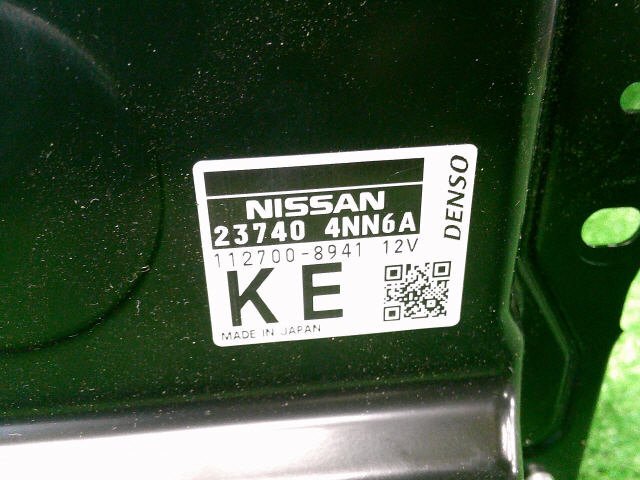 NISSAN
23740 4NN6A
112700-8941 12V
KE
MADE IN JAPAN
DENSO